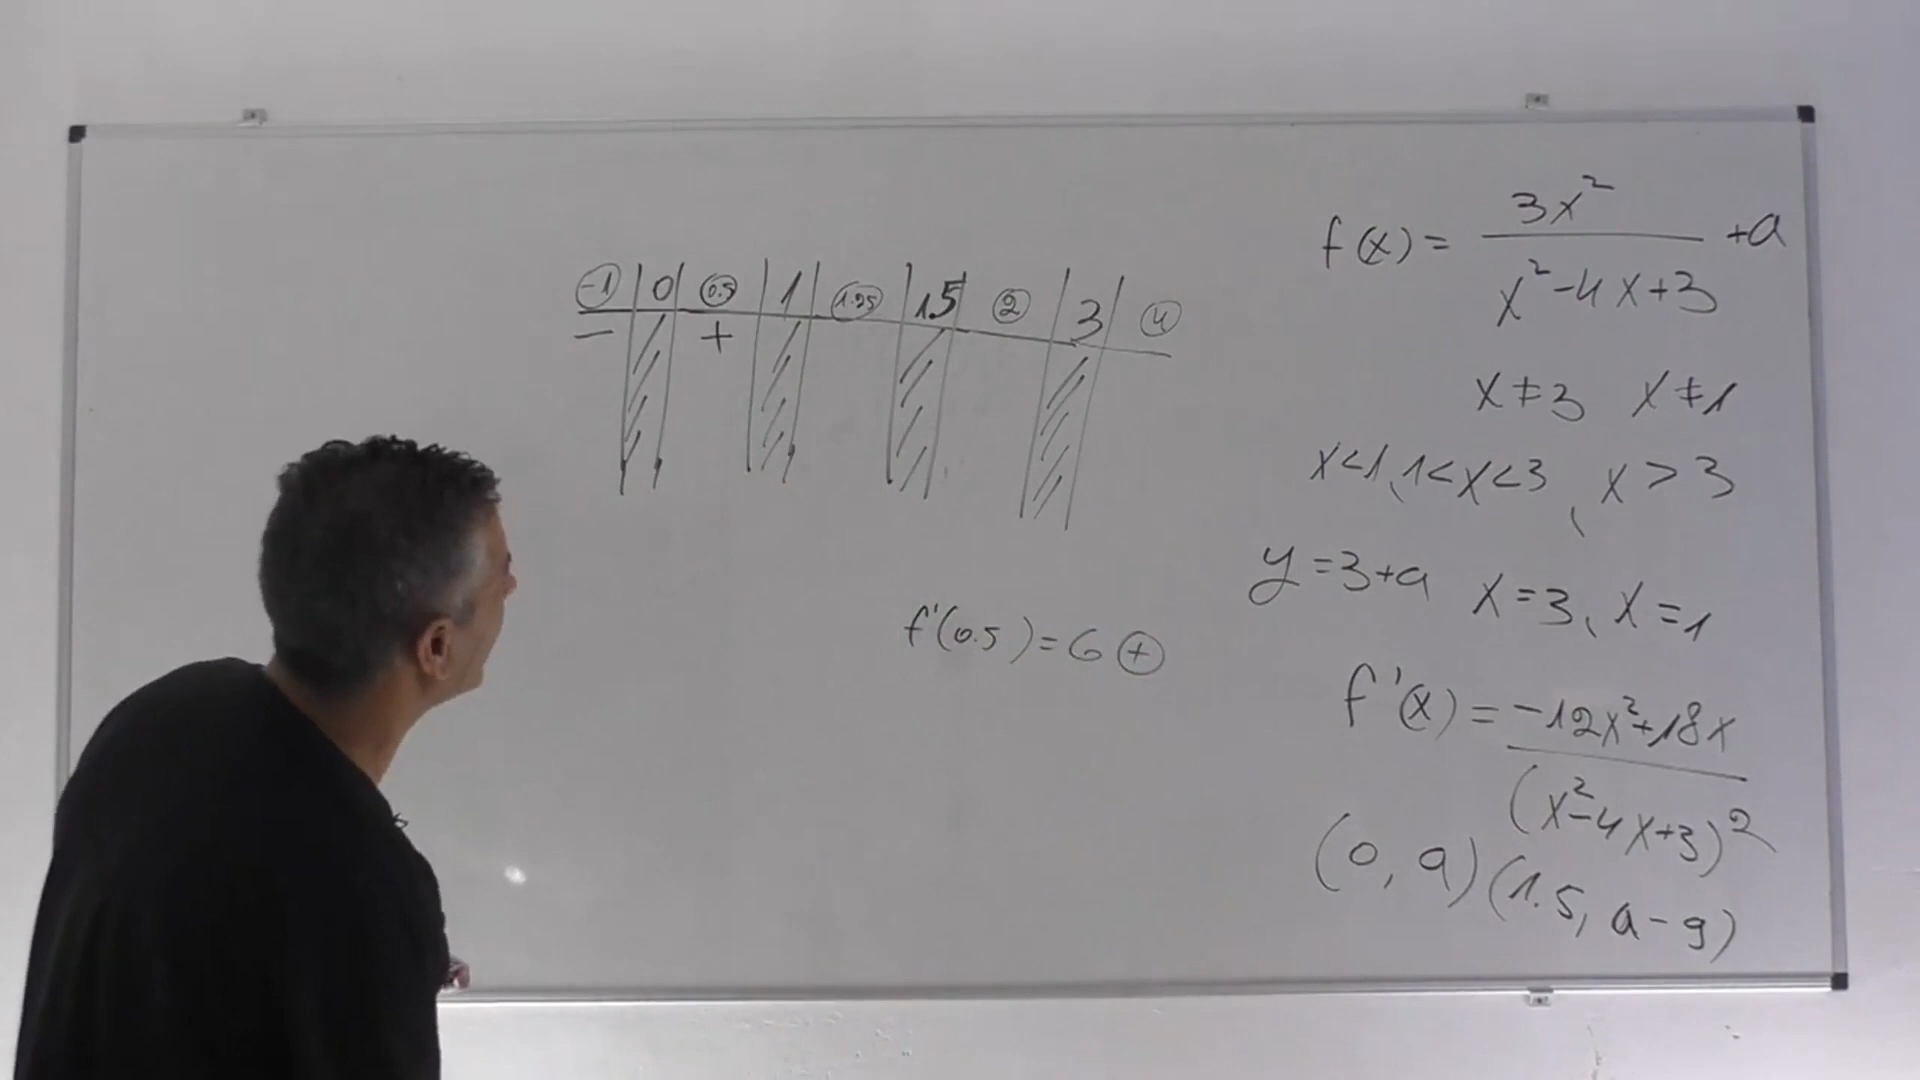 f(x) = 3x²/(x²-4x+3) +a
x≠3 x≠1
x<1, 1<x<3, x>3
y=3+a x=3, x=1
f'(x) = (-12x²+18x)/(x²-4x+3)²
(0, a) (1.5, a-9)
-1 | 0 | 0.5 | 1 | 1.25 | 1.5 | 2 | 3 | 4
- +
f'(0.5)=6 +